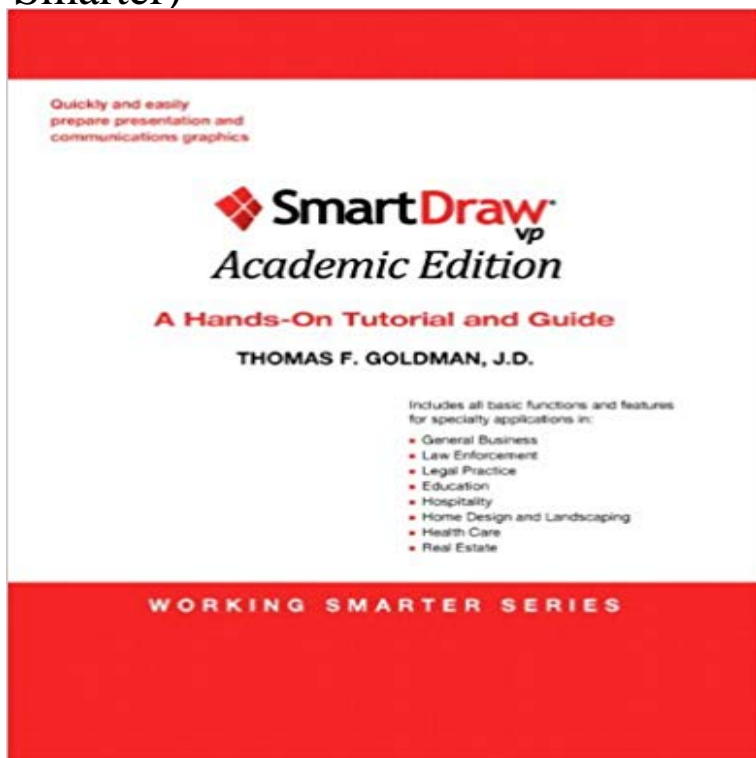 Smarter)
Quickly and easily
prepare presentation and
communications graphics
SmartDraw
vp
Academic Edition
A Hands-On Tutorial and Guide
THOMAS F. GOLDMAN, J.D.
Includes all basic functions and features
for specialty applications in:
• General Business
• Law Enforcement
• Legal Practice
• Education
• Hospitality
• Home Design and Landscaping
• Health Care
• Real Estate
WORKING SMARTER SERIES